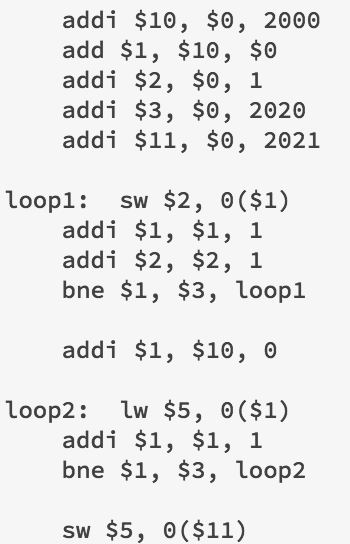 addi $10, $0, 2000
add $1, $10, $0
addi $2, $0, 1
addi $3, $0, 2020
addi $11, $0, 2021
loop1: sw $2, 0($1)
addi $1, $1, 1
addi $2, $2, 1
bne $1, $3, loop1
addi $1, $10, 0
loop2: lw $5, 0($1)
addi $1, $1, 1
bne $1, $3, loop2
sw $5, 0($11)